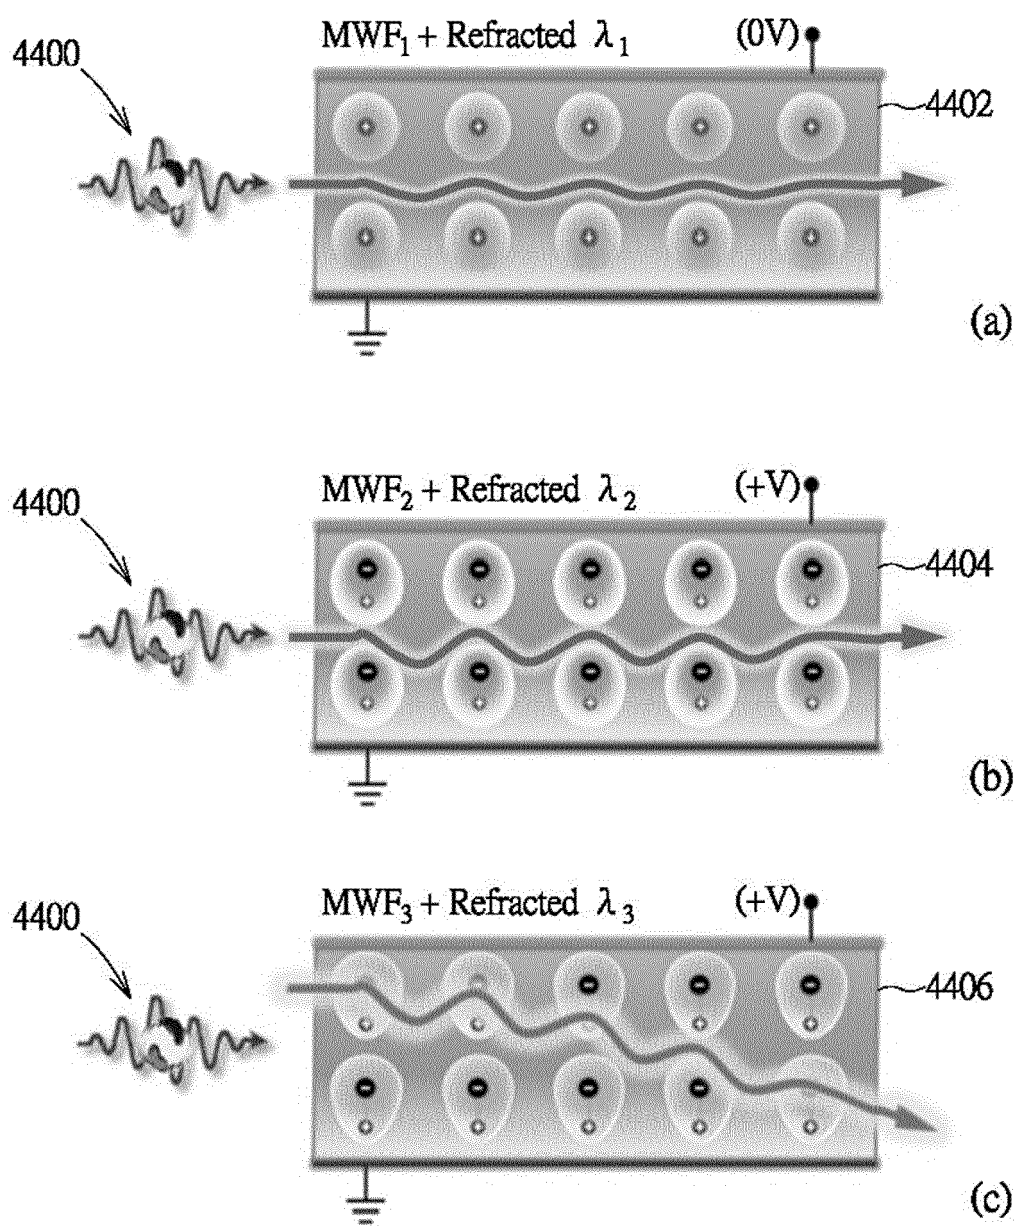 MWF₁ + Refracted λ₁ (0V)
4400
4402
(a)
MWF₂ + Refracted λ₂ (+V)
4400
4404
(b)
MWF₃ + Refracted λ₃ (+V)
4400
4406
(c)